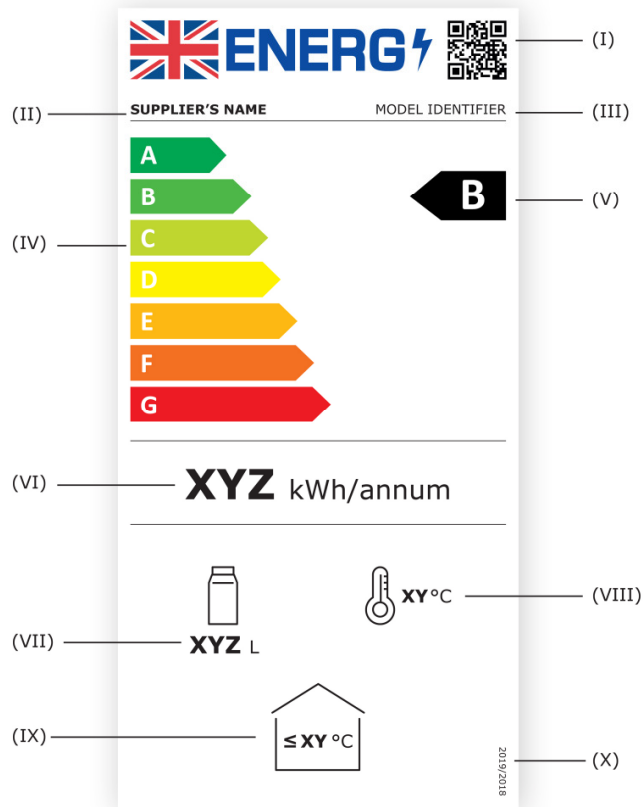 ENERG
(I)
(II) SUPPLIER'S NAME MODEL IDENTIFIER (III)
A
B B (V)
(IV) C
D
E
F
G
(VI) XYZ kWh/annum
XY°C (VIII)
(VII) XYZ L
(IX) ≤ XY °C
2019/2018 (X)